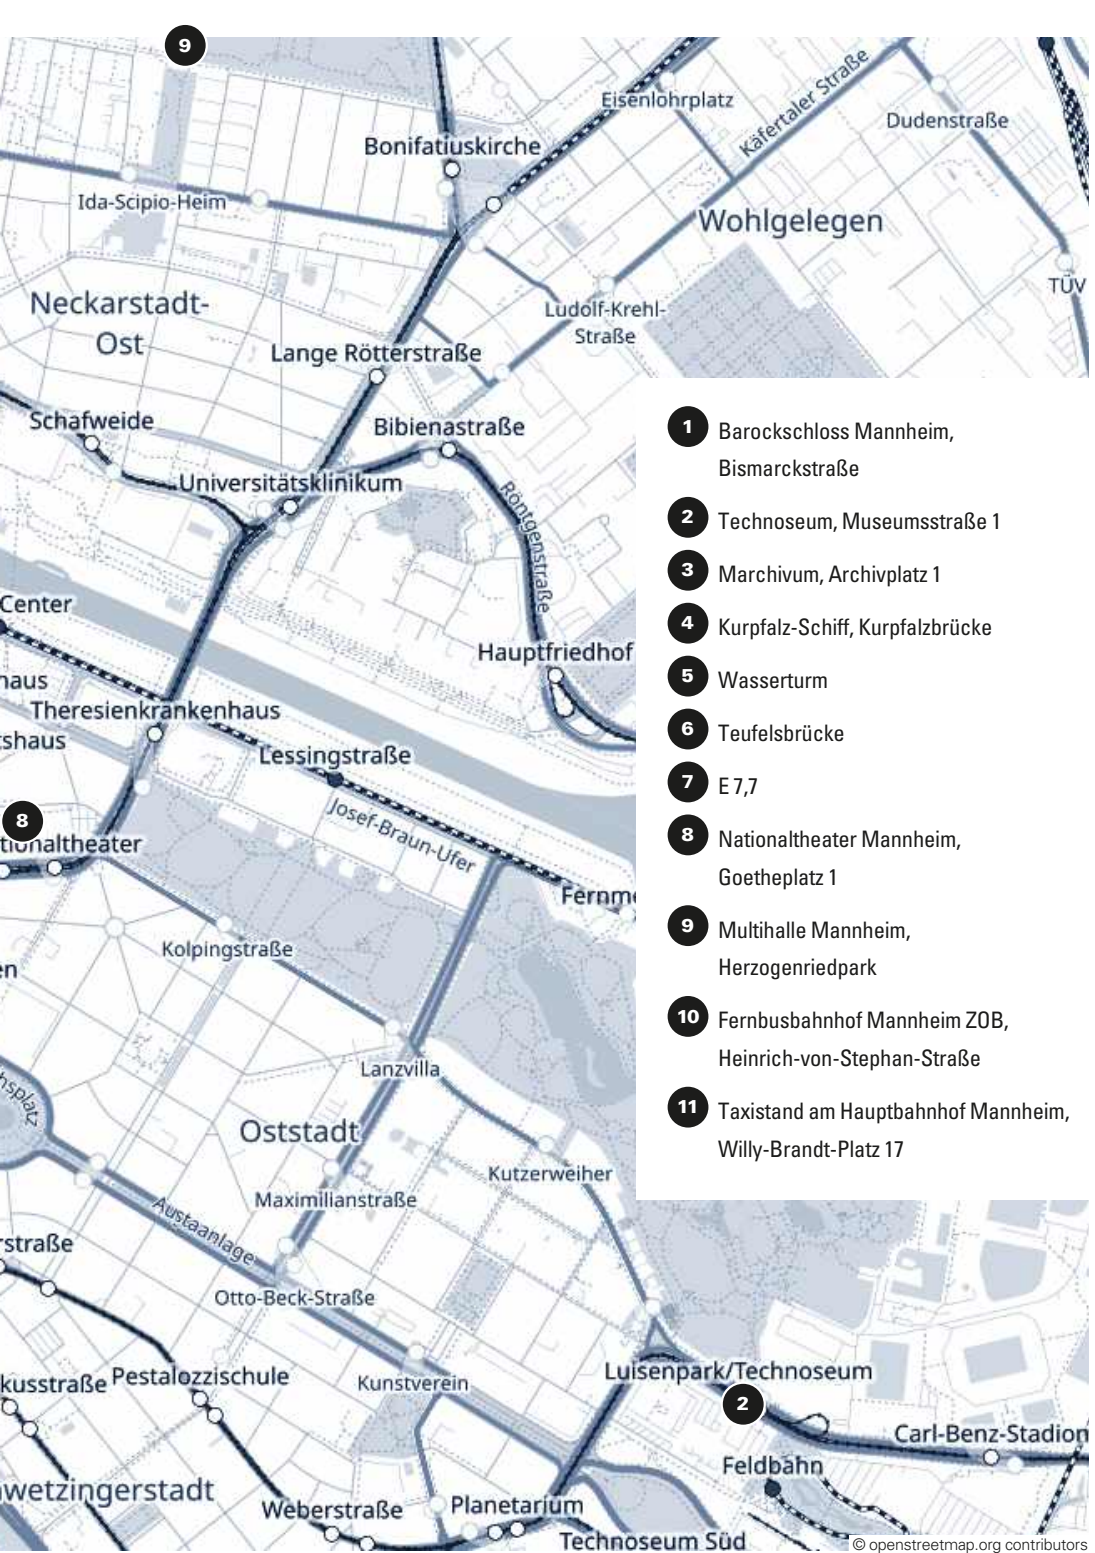 9
Eisenlohrplatz
Käfertaler Straße
Dudenstraße
Bonifatiuskirche
Ida-Scipio-Heim
Wohlgelegen
TÜV
Neckarstadt-
Ost
Ludolf-Krehl-
Straße
Lange Rötterstraße
Schafweide
Bibienastraße
Universitätsklinikum
Röntgenstraße
Center
Hauptfriedhof
haus
Theresienkrankenhaus
tshaus
Lessingstraße
Josef-Braun-Ufer
8
tionaltheater
Fernme
Kolpingstraße
en
Lanzvilla
hsplatz
Oststadt
Kutzerweiher
Maximilianstraße
Austaanlage
rstraße
Otto-Beck-Straße
kusstraße
Pestalozzischule
Kunstverein
Luisenpark/Technoseum
2
Carl-Benz-Stadion
Feldbahn
wetzingerstadt
Weberstraße
Planetarium
Technoseum Süd
1 Barockschloss Mannheim,
Bismarckstraße
2 Technoseum, Museumsstraße 1
3 Marchivum, Archivplatz 1
4 Kurpfalz-Schiff, Kurpfalzbrücke
5 Wasserturm
6 Teufelsbrücke
7 E 7,7
8 Nationaltheater Mannheim,
Goetheplatz 1
9 Multihalle Mannheim,
Herzogenriedpark
10 Fernbusbahnhof Mannheim ZOB,
Heinrich-von-Stephan-Straße
11 Taxistand am Hauptbahnhof Mannheim,
Willy-Brandt-Platz 17
© openstreetmap.org contributors